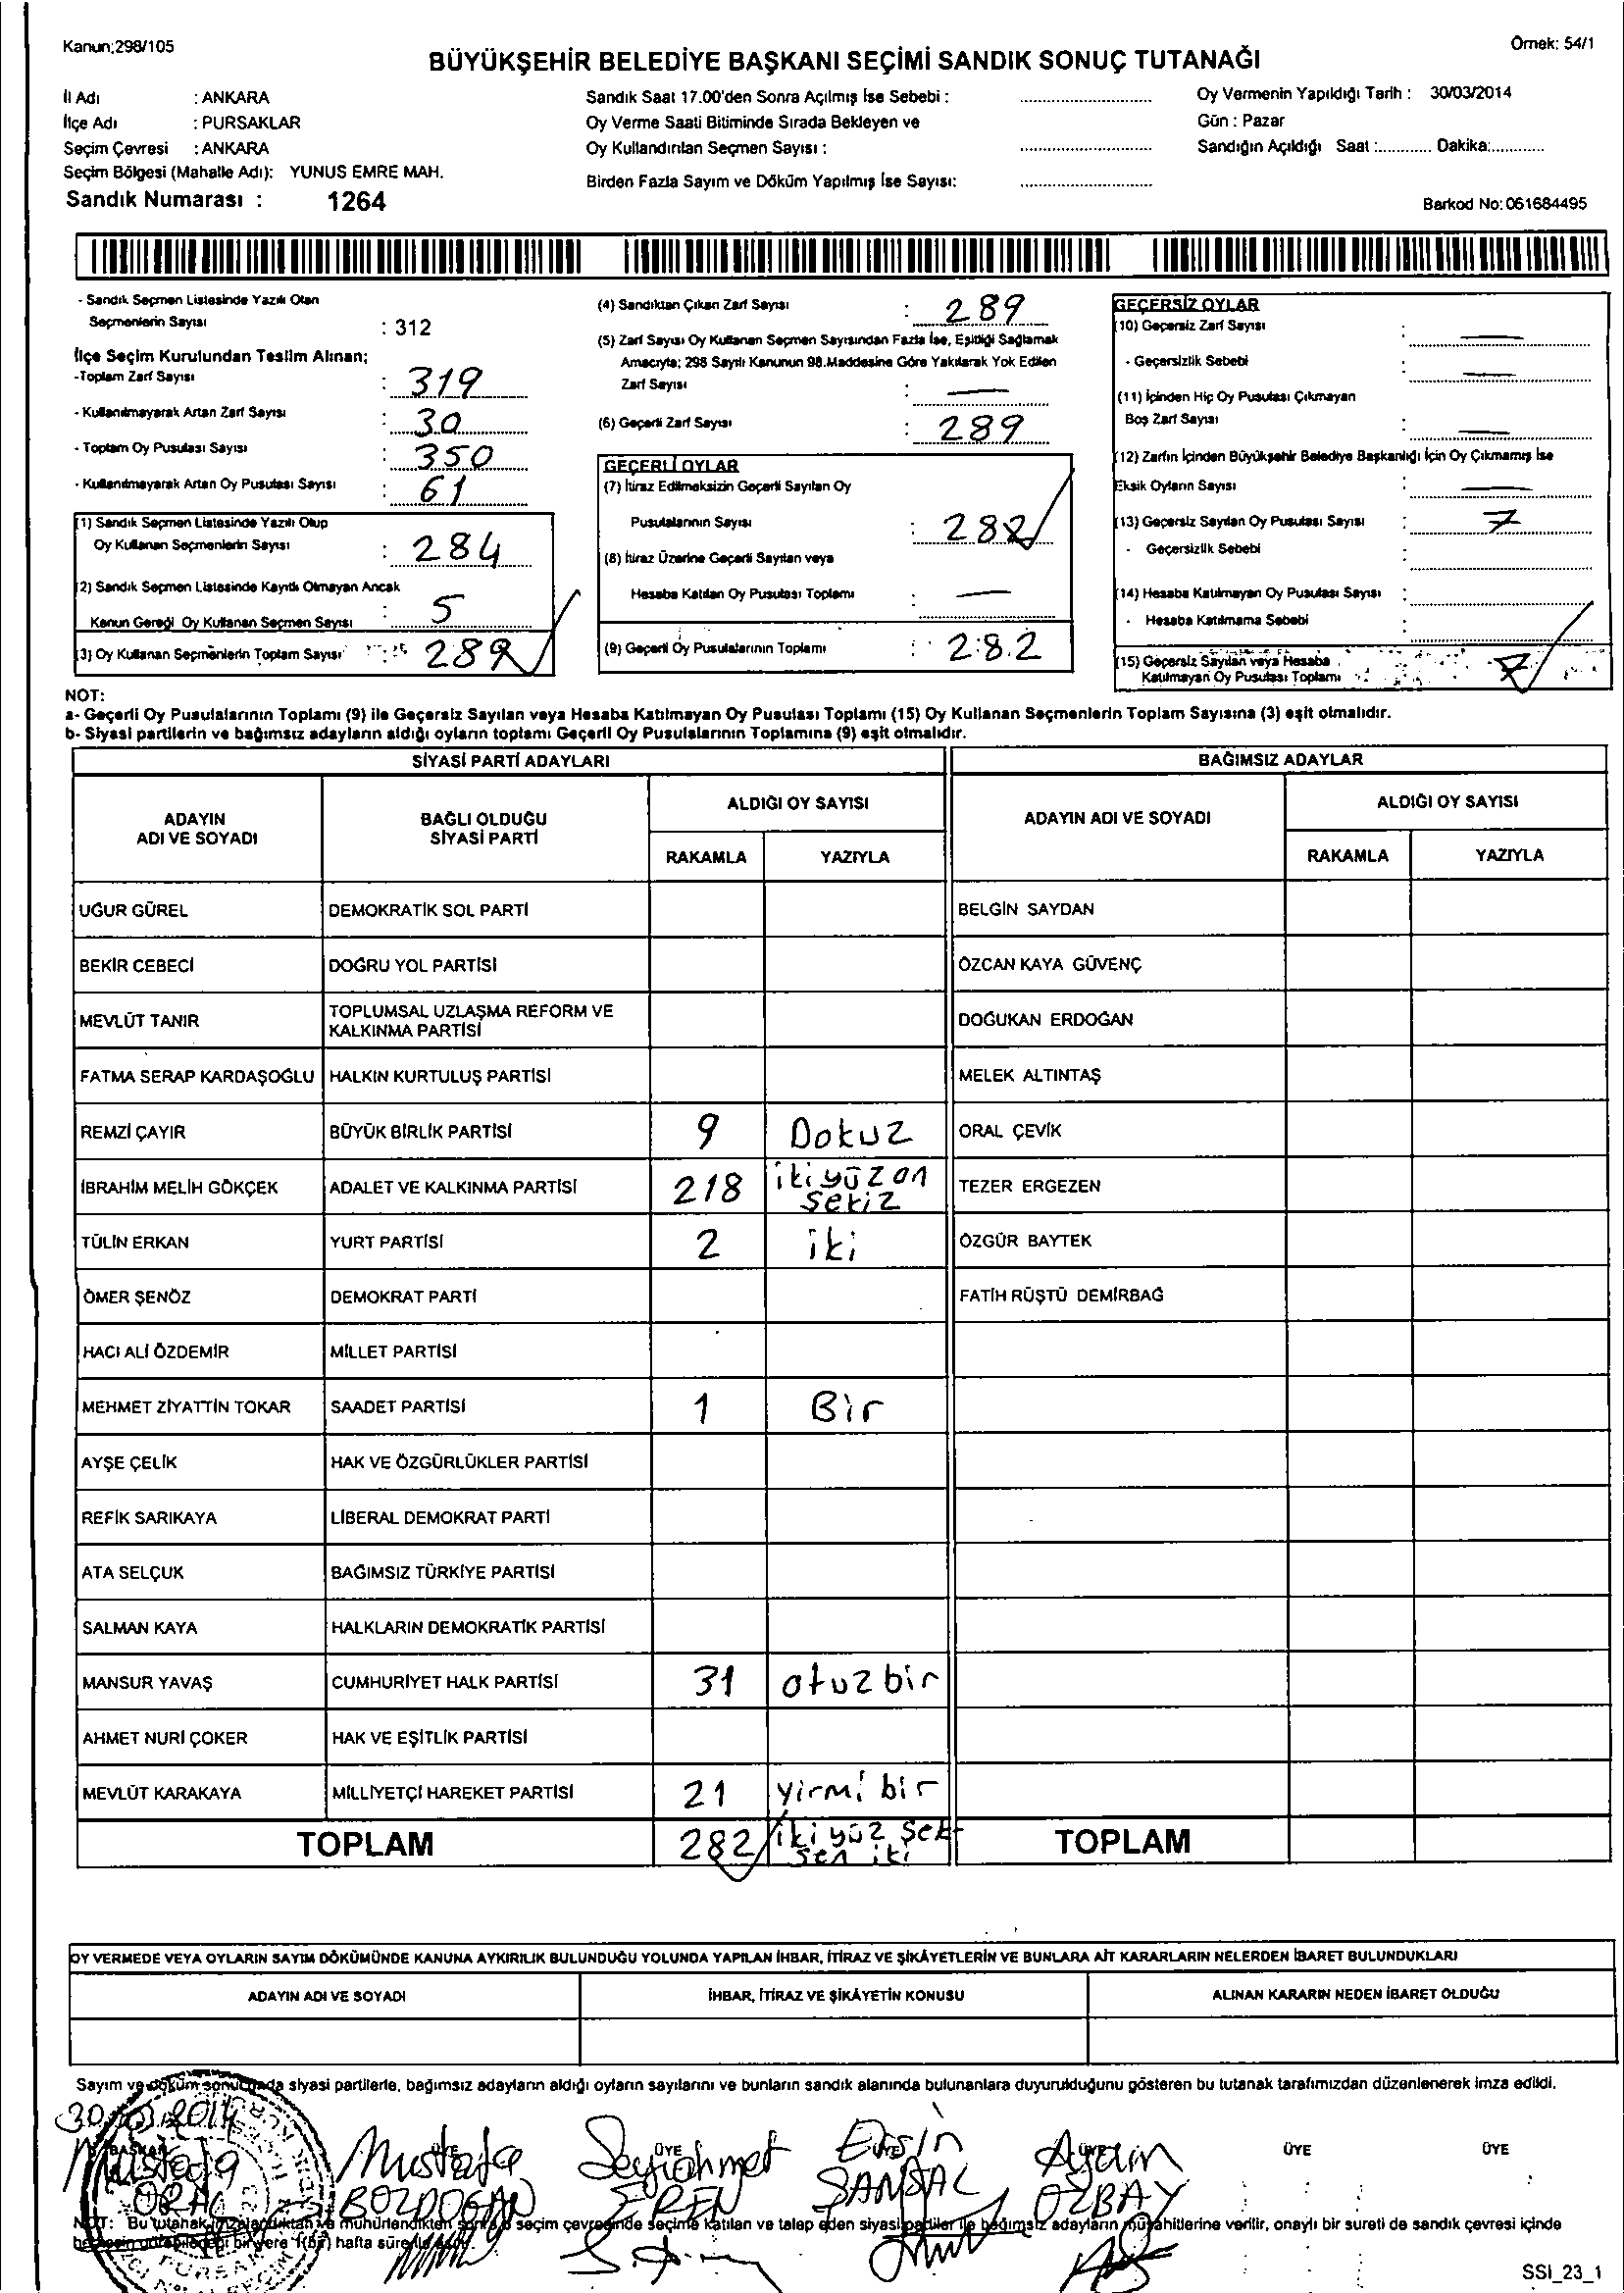 Kanun;298/105
Örnek: 54/1
BÜYÜKŞEHİR BELEDİYE BAŞKANI SEÇİMİ SANDIK SONUÇ TUTANAĞI
İl Adı : ANKARA
İlçe Adı : PURSAKLAR
Seçim Çevresi : ANKARA
Seçim Bölgesi (Mahalle Adı): YUNUS EMRE MAH.
Sandık Numarası : 1264
Sandık Saat 17.00'den Sonra Açılmış İse Sebebi :
Oy Verme Saati Bitiminde Sırada Bekleyen ve
Oy Kullandırılan Seçmen Sayısı :
Birden Fazla Sayım ve Döküm Yapılmış İse Sayısı:
Oy Vermenin Yapıldığı Tarih : 30/03/2014
Gün : Pazar
Sandığın Açıldığı Saat :............ Dakika:............
Barkod No: 061684495
- Sandık Seçmen Listesinde Yazılı Olan
Seçmenlerin Sayısı : 312
İlçe Seçim Kurulundan Teslim Alınan;
-Toplam Zarf Sayısı : 319
- Kullanılmayarak Artan Zarf Sayısı : 30
- Toplam Oy Pusulası Sayısı : 350
- Kullanılmayarak Artan Oy Pusulası Sayısı : 61
(1) Sandık Seçmen Listesinde Yazılı Olup
Oy Kullanan Seçmenlerin Sayısı : 284
(2) Sandık Seçmen Listesinde Kayıtlı Olmayan Ancak
Kanun Gereği Oy Kullanan Seçmen Sayısı : 5
(3) Oy Kullanan Seçmenlerin Toplam Sayısı 289
(4) Sandıktan Çıkan Zarf Sayısı : 289
(5) Zarf Sayısı Oy Kullanan Seçmen Sayısından Fazla İse, Eşitliği Sağlamak
Amacıyla; 298 Sayılı Kanunun 98.Maddesine Göre Yakılarak Yok Edilen
Zarf Sayısı : —
(6) Geçerli Zarf Sayısı : 289
GEÇERLİ OYLAR
(7) İtiraz Edilmeksizin Geçerli Sayılan Oy
Pusulalarının Sayısı : 282
(8) İtiraz Üzerine Geçerli Sayılan veya
Hesaba Katılan Oy Pusulası Toplamı : —
(9) Geçerli Oy Pusulalarının Toplamı : 282
GEÇERSİZ OYLAR
(10) Geçersiz Zarf Sayısı : —
- Geçersizlik Sebebi : —
(11) İçinden Hiç Oy Pusulası Çıkmayan
Boş Zarf Sayısı : —
(12) Zarfın İçinden Büyükşehir Belediye Başkanlığı İçin Oy Çıkmamış İse
Eksik Oyların Sayısı : —
(13) Geçersiz Sayılan Oy Pusulası Sayısı : 7
- Geçersizlik Sebebi :
(14) Hesaba Katılmayan Oy Pusulası Sayısı :
- Hesaba Katılmama Sebebi :
(15) Geçersiz Sayılan veya Hesaba
Katılmayan Oy Pusulası Toplamı 7
NOT:
a- Geçerli Oy Pusulalarının Toplamı (9) ile Geçersiz Sayılan veya Hesaba Katılmayan Oy Pusulası Toplamı (15) Oy Kullanan Seçmenlerin Toplam Sayısına (3) eşit olmalıdır.
b- Siyasi partilerin ve bağımsız adayların aldığı oyların toplamı Geçerli Oy Pusulalarının Toplamına (9) eşit olmalıdır.
SİYASİ PARTİ ADAYLARI
BAĞIMSIZ ADAYLAR
ADAYIN ADI VE SOYADI
BAĞLI OLDUĞU SİYASİ PARTİ
ALDIĞI OY SAYISI
RAKAMLA YAZIYLA
ADAYIN ADI VE SOYADI
ALDIĞI OY SAYISI
RAKAMLA YAZIYLA
UĞUR GÜREL DEMOKRATİK SOL PARTİ BELGİN SAYDAN
BEKİR CEBECİ DOĞRU YOL PARTİSİ ÖZCAN KAYA GÜVENÇ
MEVLÜT TANIR TOPLUMSAL UZLAŞMA REFORM VE KALKINMA PARTİSİ DOĞUKAN ERDOĞAN
FATMA SERAP KARDAŞOĞLU HALKIN KURTULUŞ PARTİSİ MELEK ALTINTAŞ
REMZİ ÇAYIR BÜYÜK BİRLİK PARTİSİ 9 Dokuz ORAL ÇEVİK
İBRAHİM MELİH GÖKÇEK ADALET VE KALKINMA PARTİSİ 218 ikiyüzon sekiz TEZER ERGEZEN
TÜLİN ERKAN YURT PARTİSİ 2 iki ÖZGÜR BAYTEK
ÖMER ŞENÖZ DEMOKRAT PARTİ FATİH RÜŞTÜ DEMİRBAĞ
HACI ALİ ÖZDEMİR MİLLET PARTİSİ
MEHMET ZİYATTİN TOKAR SAADET PARTİSİ 1 Bir
AYŞE ÇELİK HAK VE ÖZGÜRLÜKLER PARTİSİ
REFİK SARIKAYA LİBERAL DEMOKRAT PARTİ
ATA SELÇUK BAĞIMSIZ TÜRKİYE PARTİSİ
SALMAN KAYA HALKLARIN DEMOKRATİK PARTİSİ
MANSUR YAVAŞ CUMHURİYET HALK PARTİSİ 31 otuzbir
AHMET NURİ ÇOKER HAK VE EŞİTLİK PARTİSİ
MEVLÜT KARAKAYA MİLLİYETÇİ HAREKET PARTİSİ 21 yirmi bir
TOPLAM 282 ikiyüz sek sen iki TOPLAM
OY VERMEDE VEYA OYLARIN SAYIM DÖKÜMÜNDE KANUNA AYKIRILIK BULUNDUĞU YOLUNDA YAPILAN İHBAR, İTİRAZ VE ŞİKÂYETLERİN VE BUNLARA AİT KARARLARIN NELERDEN İBARET BULUNDUKLARI
ADAYIN ADI VE SOYADI İHBAR, İTİRAZ VE ŞİKÂYETİN KONUSU ALINAN KARARIN NEDEN İBARET OLDUĞU
Sayım ve döküm sonucunda siyasi partilerle, bağımsız adayların aldığı oyların sayılarını ve bunların sandık alanında bulunanlara duyurulduğunu gösteren bu tutanak tarafımızdan düzenlenerek imza edildi.
30.03.2014
BAŞKAN ÜYE ÜYE ÜYE ÜYE ÜYE ÜYE
Mustafa ORAL
Mustafa BOZDOĞAN
Seyitahmet EREN
Ersin ŞANSAL
Aydın ÖZBAY
NOT: Bu tutanak imzalandıktan ve mühürlendikten sonra o seçim çevresinde seçime katılan ve talep eden siyasi partiler ile bağımsız adayların müşahitlerine verilir, onaylı bir sureti de sandık çevresi içinde
herkesin görebileceği bir yere 1(bir) hafta süreyle asılır.
SSI_23_1